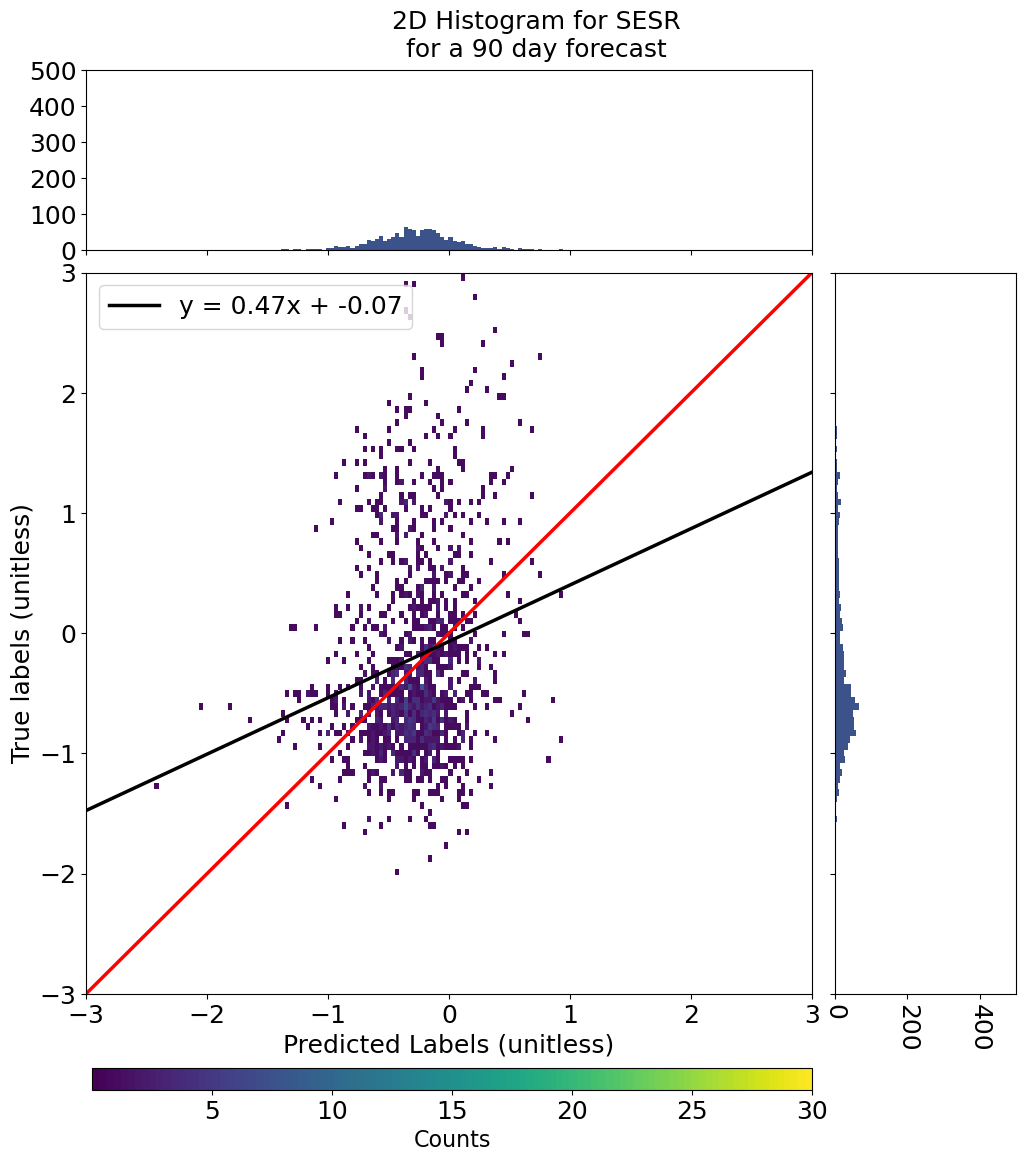 2D Histogram for SESR
for a 90 day forecast
500
400
300
200
100
0
3
2
1
0
−1
−2
−3
True labels (unitless)
y = 0.47x + -0.07
−3 −2 −1 0 1 2 3
Predicted Labels (unitless)
0 200 400
5 10 15 20 25 30
Counts